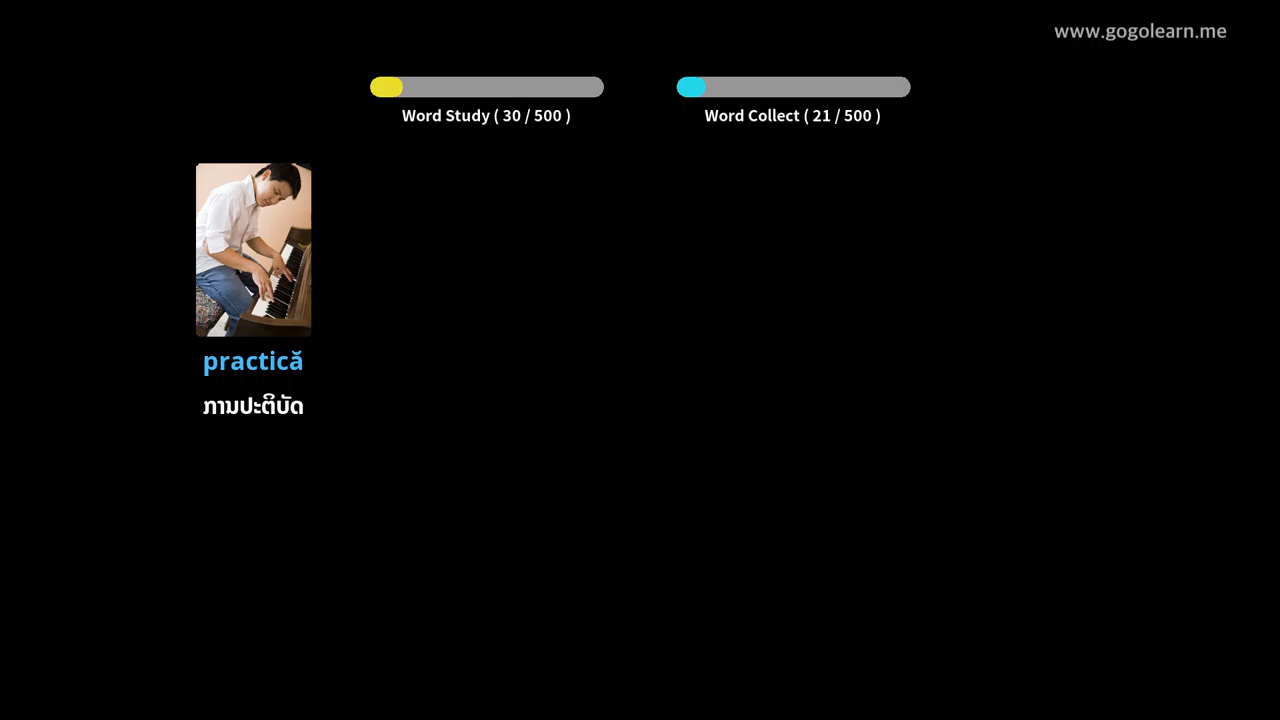 www.gogolearn.me
Word Study ( 30 / 500 )
Word Collect ( 21 / 500 )
practică
ການປະຕິບັດ